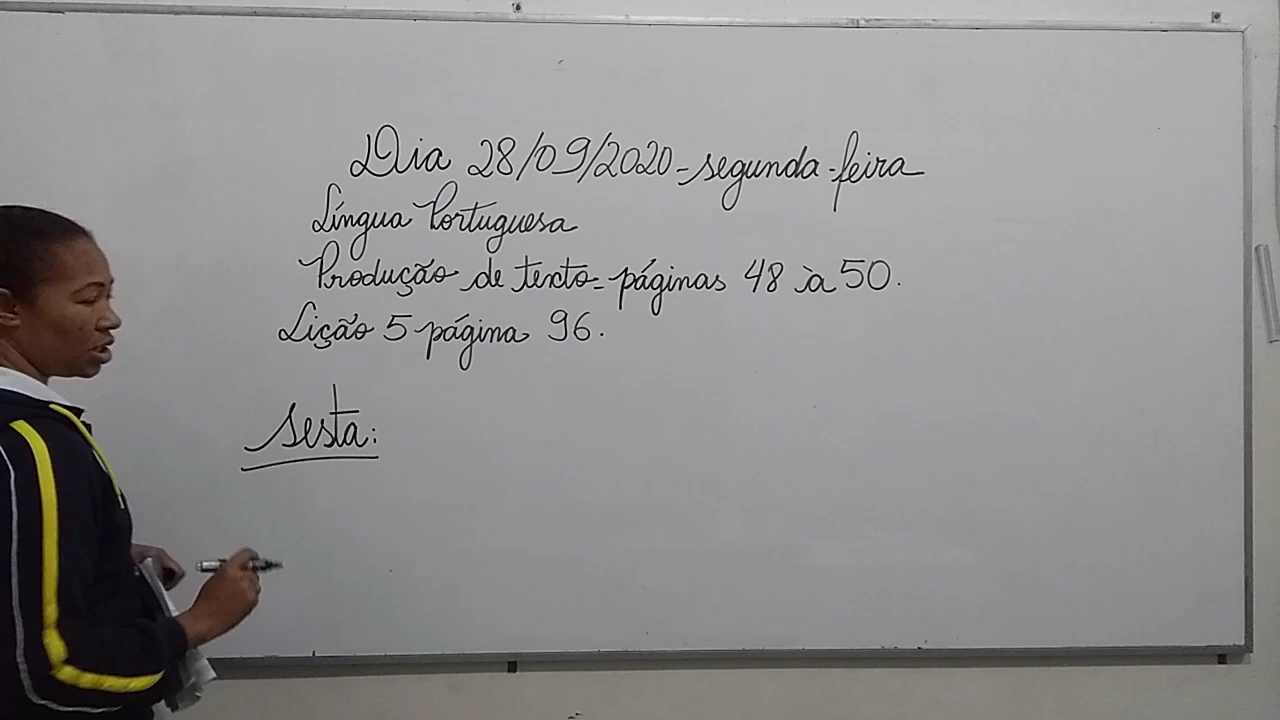 Dia 28/09/2020-segunda-feira
Língua Portuguesa
Produção de texto-páginas 48 à 50.
Lição 5 página 96.
Sesta: